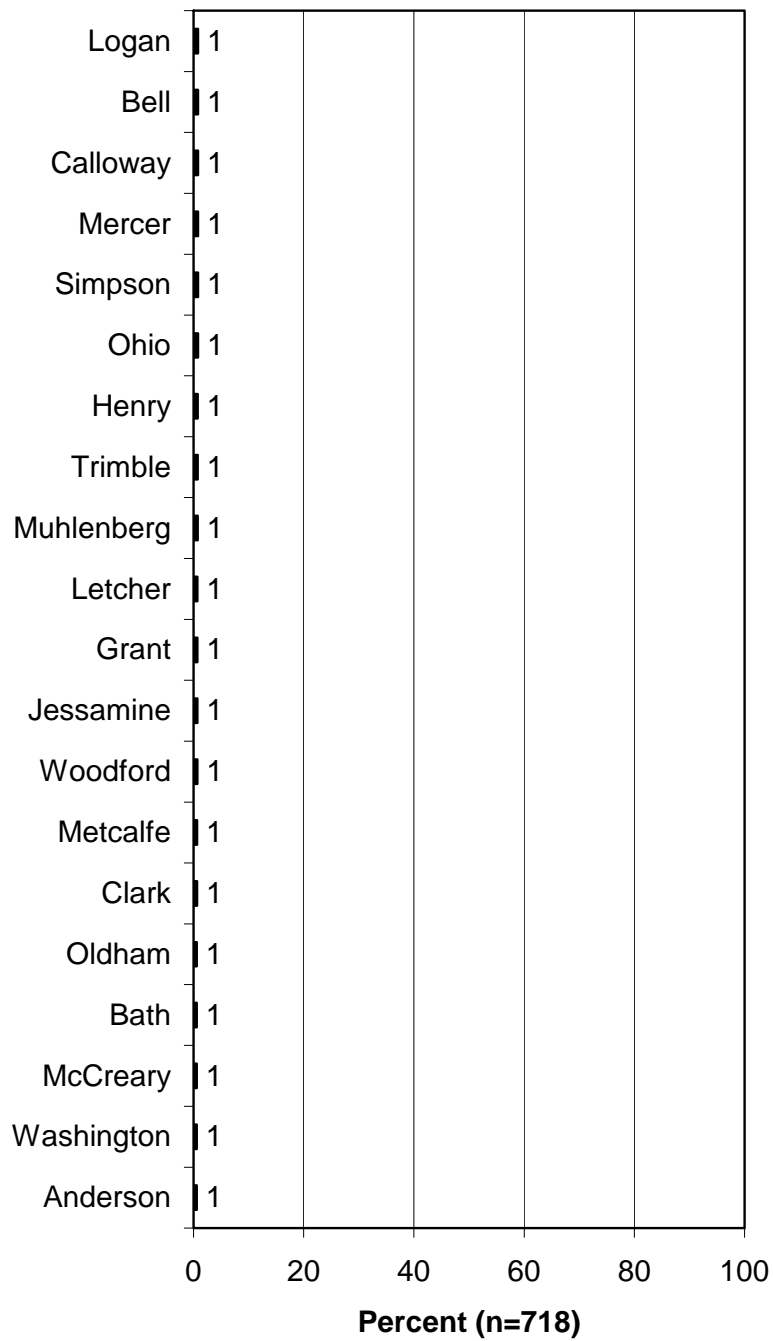 Logan 1
Bell 1
Calloway 1
Mercer 1
Simpson 1
Ohio 1
Henry 1
Trimble 1
Muhlenberg 1
Letcher 1
Grant 1
Jessamine 1
Woodford 1
Metcalfe 1
Clark 1
Oldham 1
Bath 1
McCreary 1
Washington 1
Anderson 1
0 20 40 60 80 100
Percent (n=718)